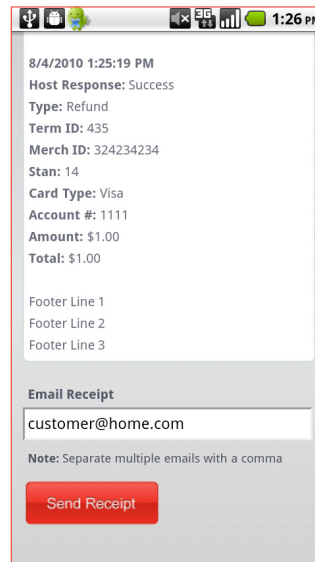 3G
1:26 PM
8/4/2010 1:25:19 PM
Host Response: Success
Type: Refund
Term ID: 435
Merch ID: 324234234
Stan: 14
Card Type: Visa
Account #: 1111
Amount: $1.00
Total: $1.00
Footer Line 1
Footer Line 2
Footer Line 3
Email Receipt
customer@home.com
Note: Separate multiple emails with a comma
Send Receipt